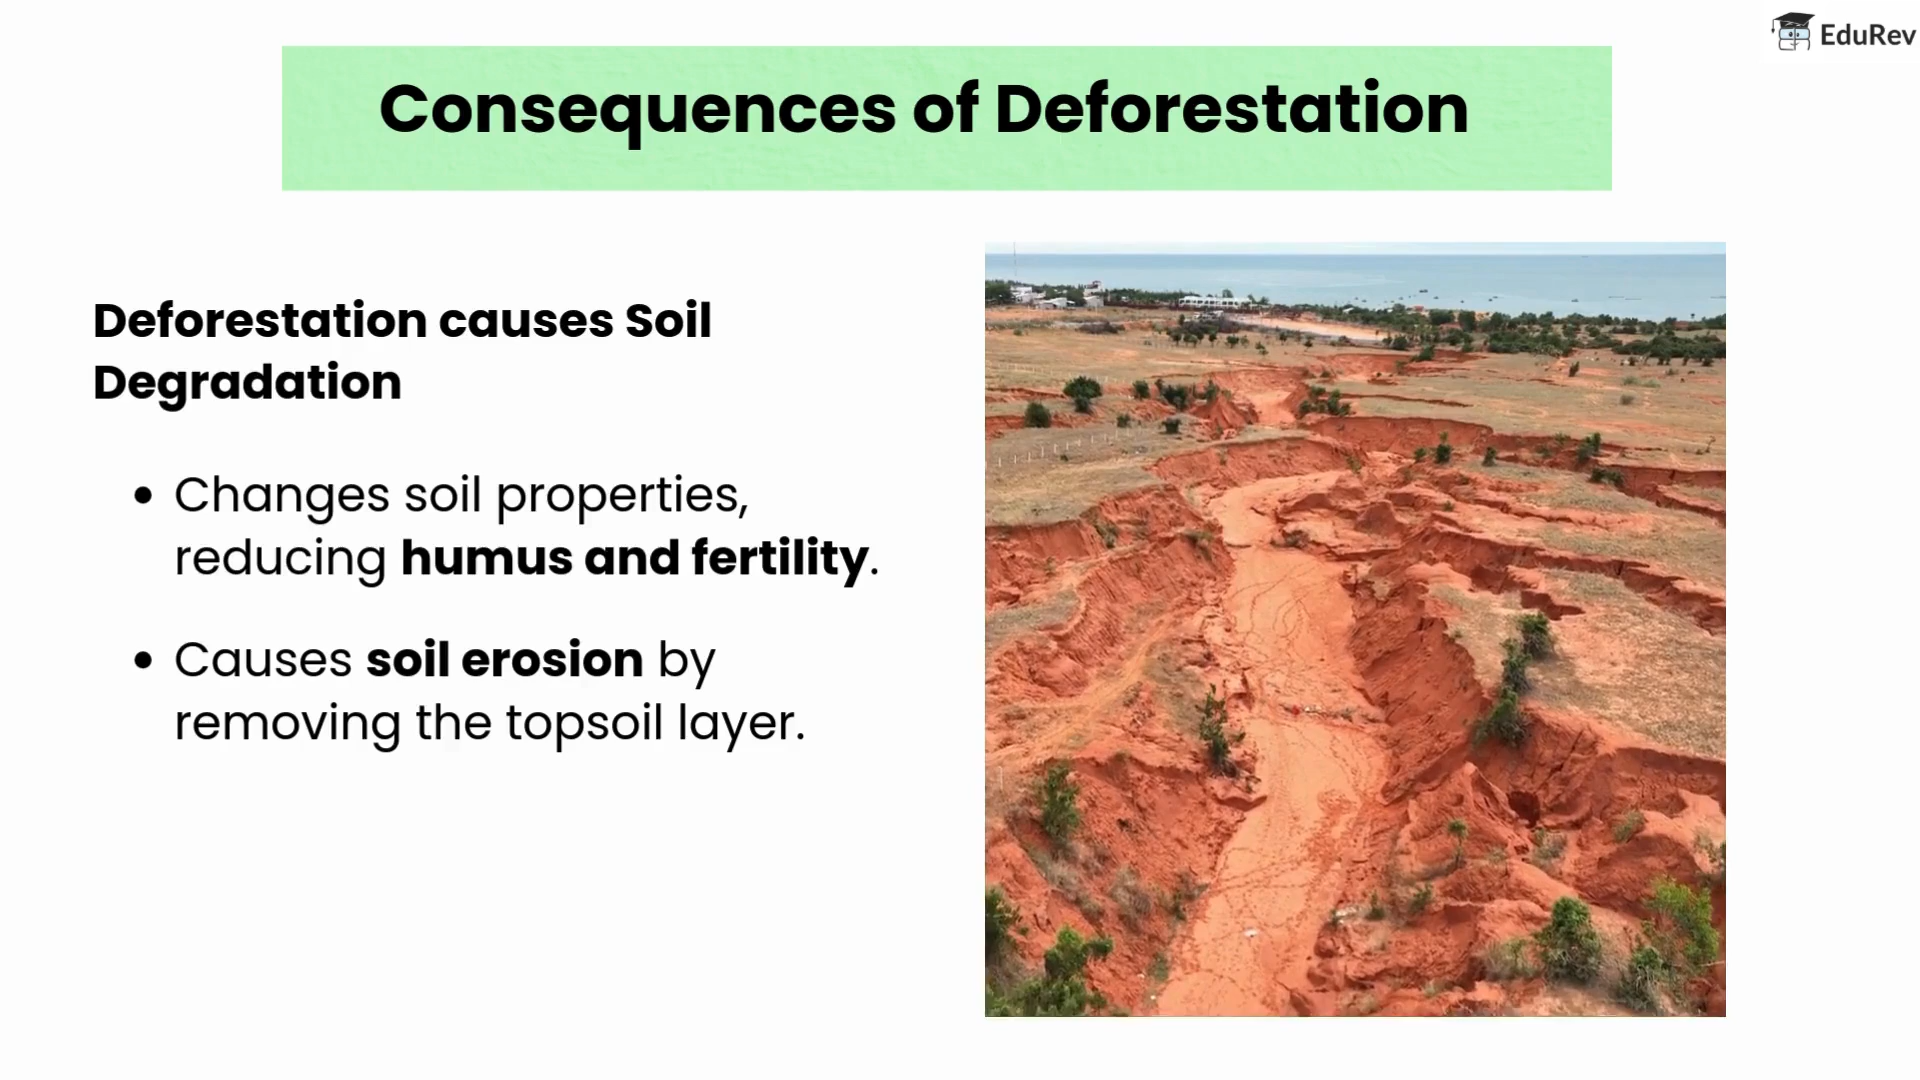 EduRev
Consequences of Deforestation
Deforestation causes Soil
Degradation
• Changes soil properties,
reducing humus and fertility.
• Causes soil erosion by
removing the topsoil layer.